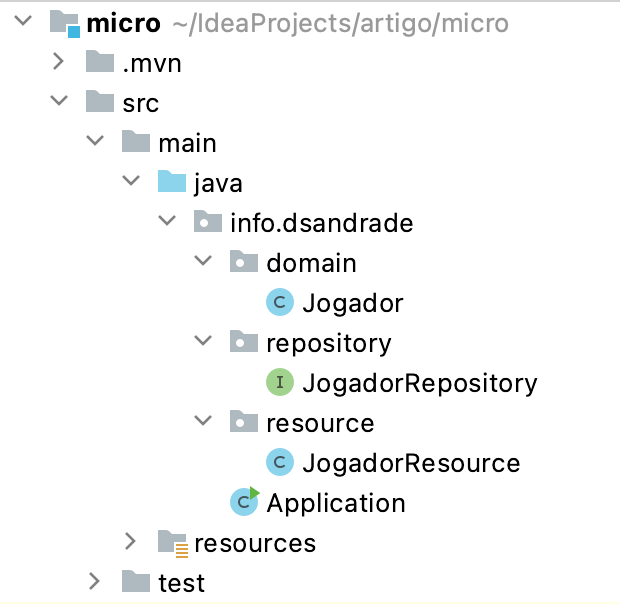 micro ~/IdeaProjects/artigo/micro
.mvn
src
main
java
info.dsandrade
domain
C Jogador
repository
I JogadorRepository
resource
C JogadorResource
C Application
resources
test